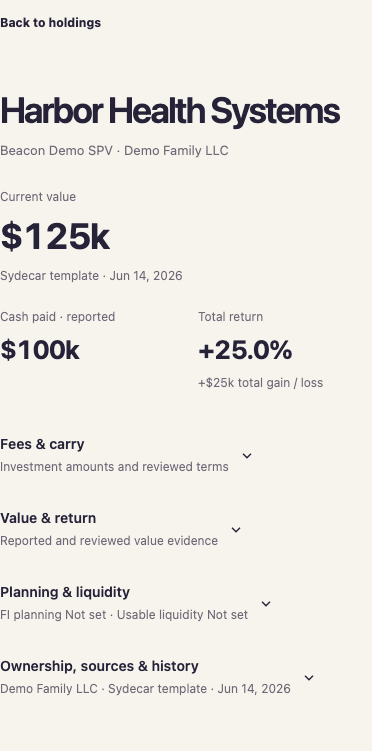 Back to holdings
Harbor Health Systems
Beacon Demo SPV · Demo Family LLC
Current value
$125k
Sydecar template · Jun 14, 2026
Cash paid · reported
$100k
Total return
+25.0%
+$25k total gain / loss
Fees & carry
Investment amounts and reviewed terms
Value & return
Reported and reviewed value evidence
Planning & liquidity
FI planning Not set · Usable liquidity Not set
Ownership, sources & history
Demo Family LLC · Sydecar template · Jun 14, 2026